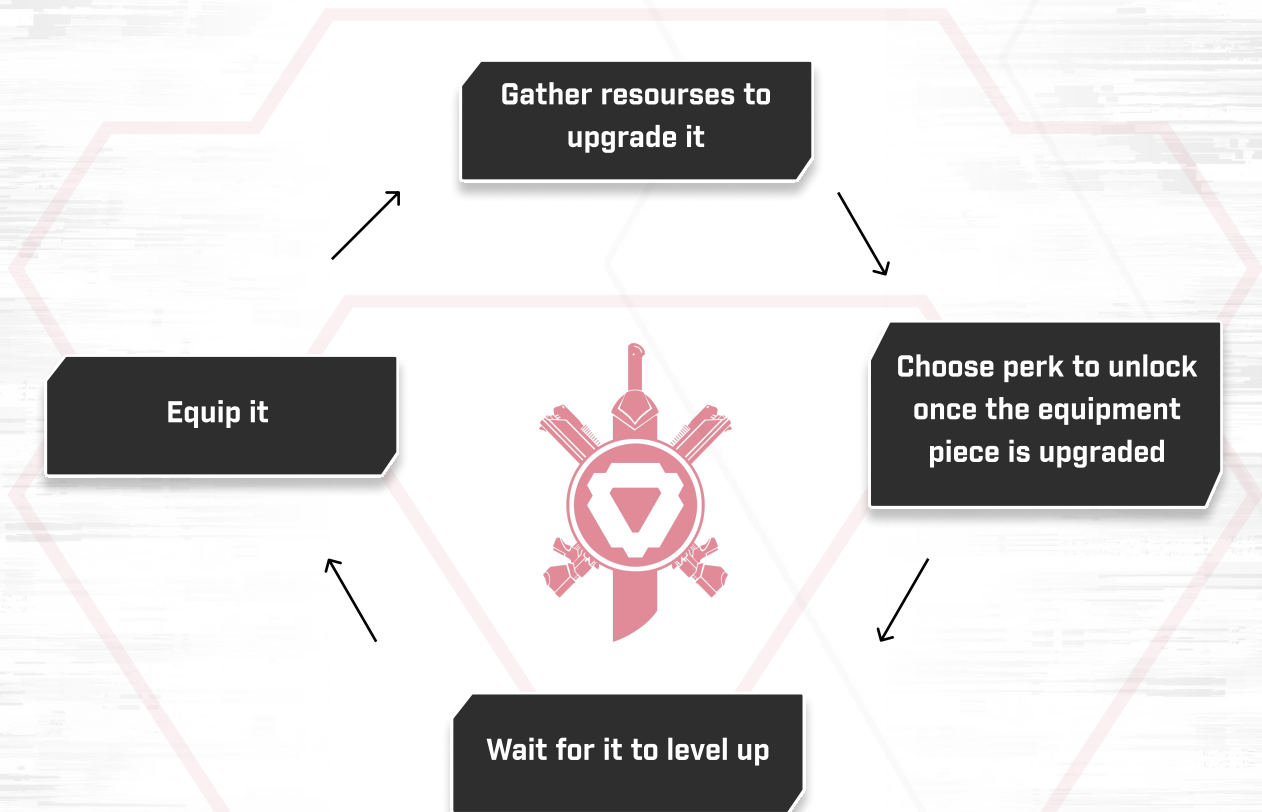 Gather resourses to
upgrade it
Choose perk to unlock
once the equipment
piece is upgraded
Wait for it to level up
Equip it